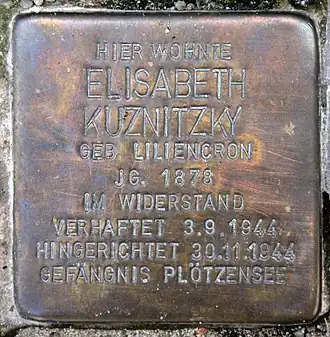 HIER WOHNTE
ELISABETH
KUZNITZKY
GEB. LILIENCRON
JG. 1878
IM WIDERSTAND
VERHAFTET 3.9.1944
HINGERICHTET 30.11.1944
GEFÄNGNIS PLÖTZENSEE